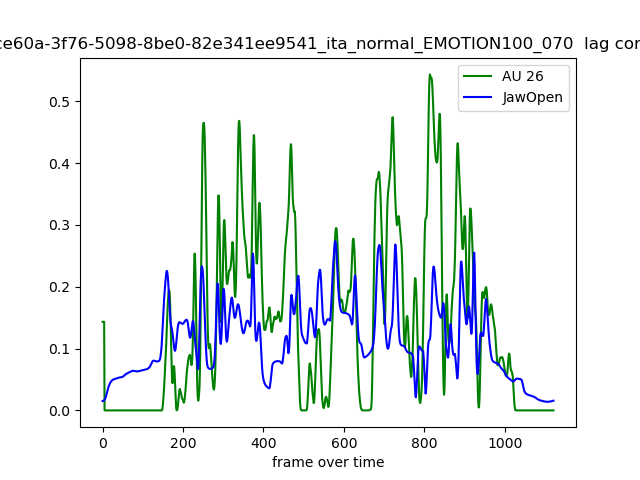 ce60a-3f76-5098-8be0-82e341ee9541_ita_normal_EMOTION100_070 lag cor
AU 26
JawOpen
0.5
0.4
0.3
0.2
0.1
0.0
0 200 400 600 800 1000
frame over time